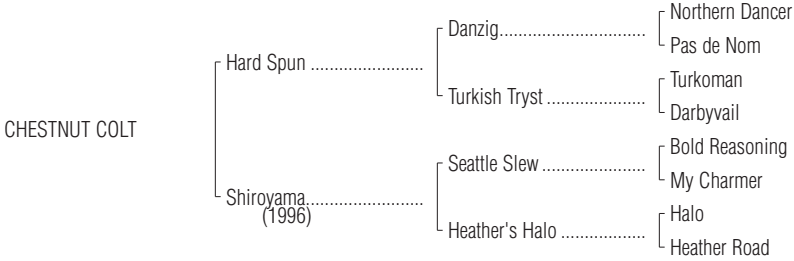 Northern Dancer
Danzig
Pas de Nom
Hard Spun
Turkoman
Turkish Tryst
Darbyvail
CHESTNUT COLT
Bold Reasoning
Seattle Slew
My Charmer
Shiroyama
(1996)
Halo
Heather's Halo
Heather Road